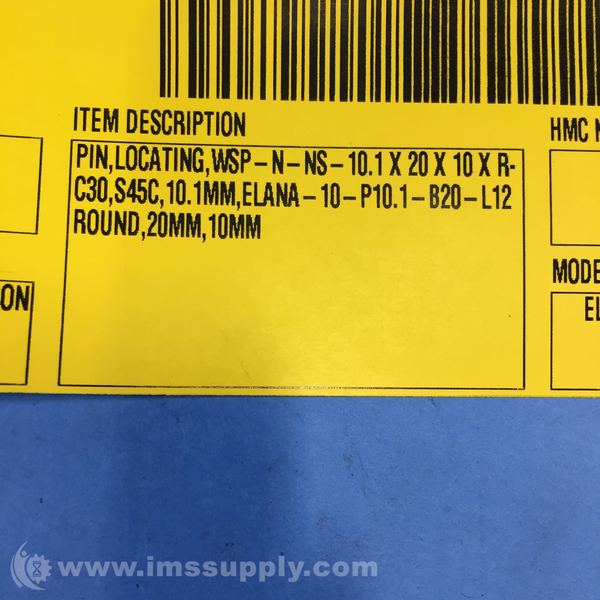 ITEM DESCRIPTION
HMC N
PIN,LOCATING,WSP-N-NS-10.1 X 20 X 10 X R-
C30,S45C,10.1MM,ELANA-10-P10.1-B20-L12
ROUND,20MM,10MM
MODE
ON
EL
www.imssupply.com